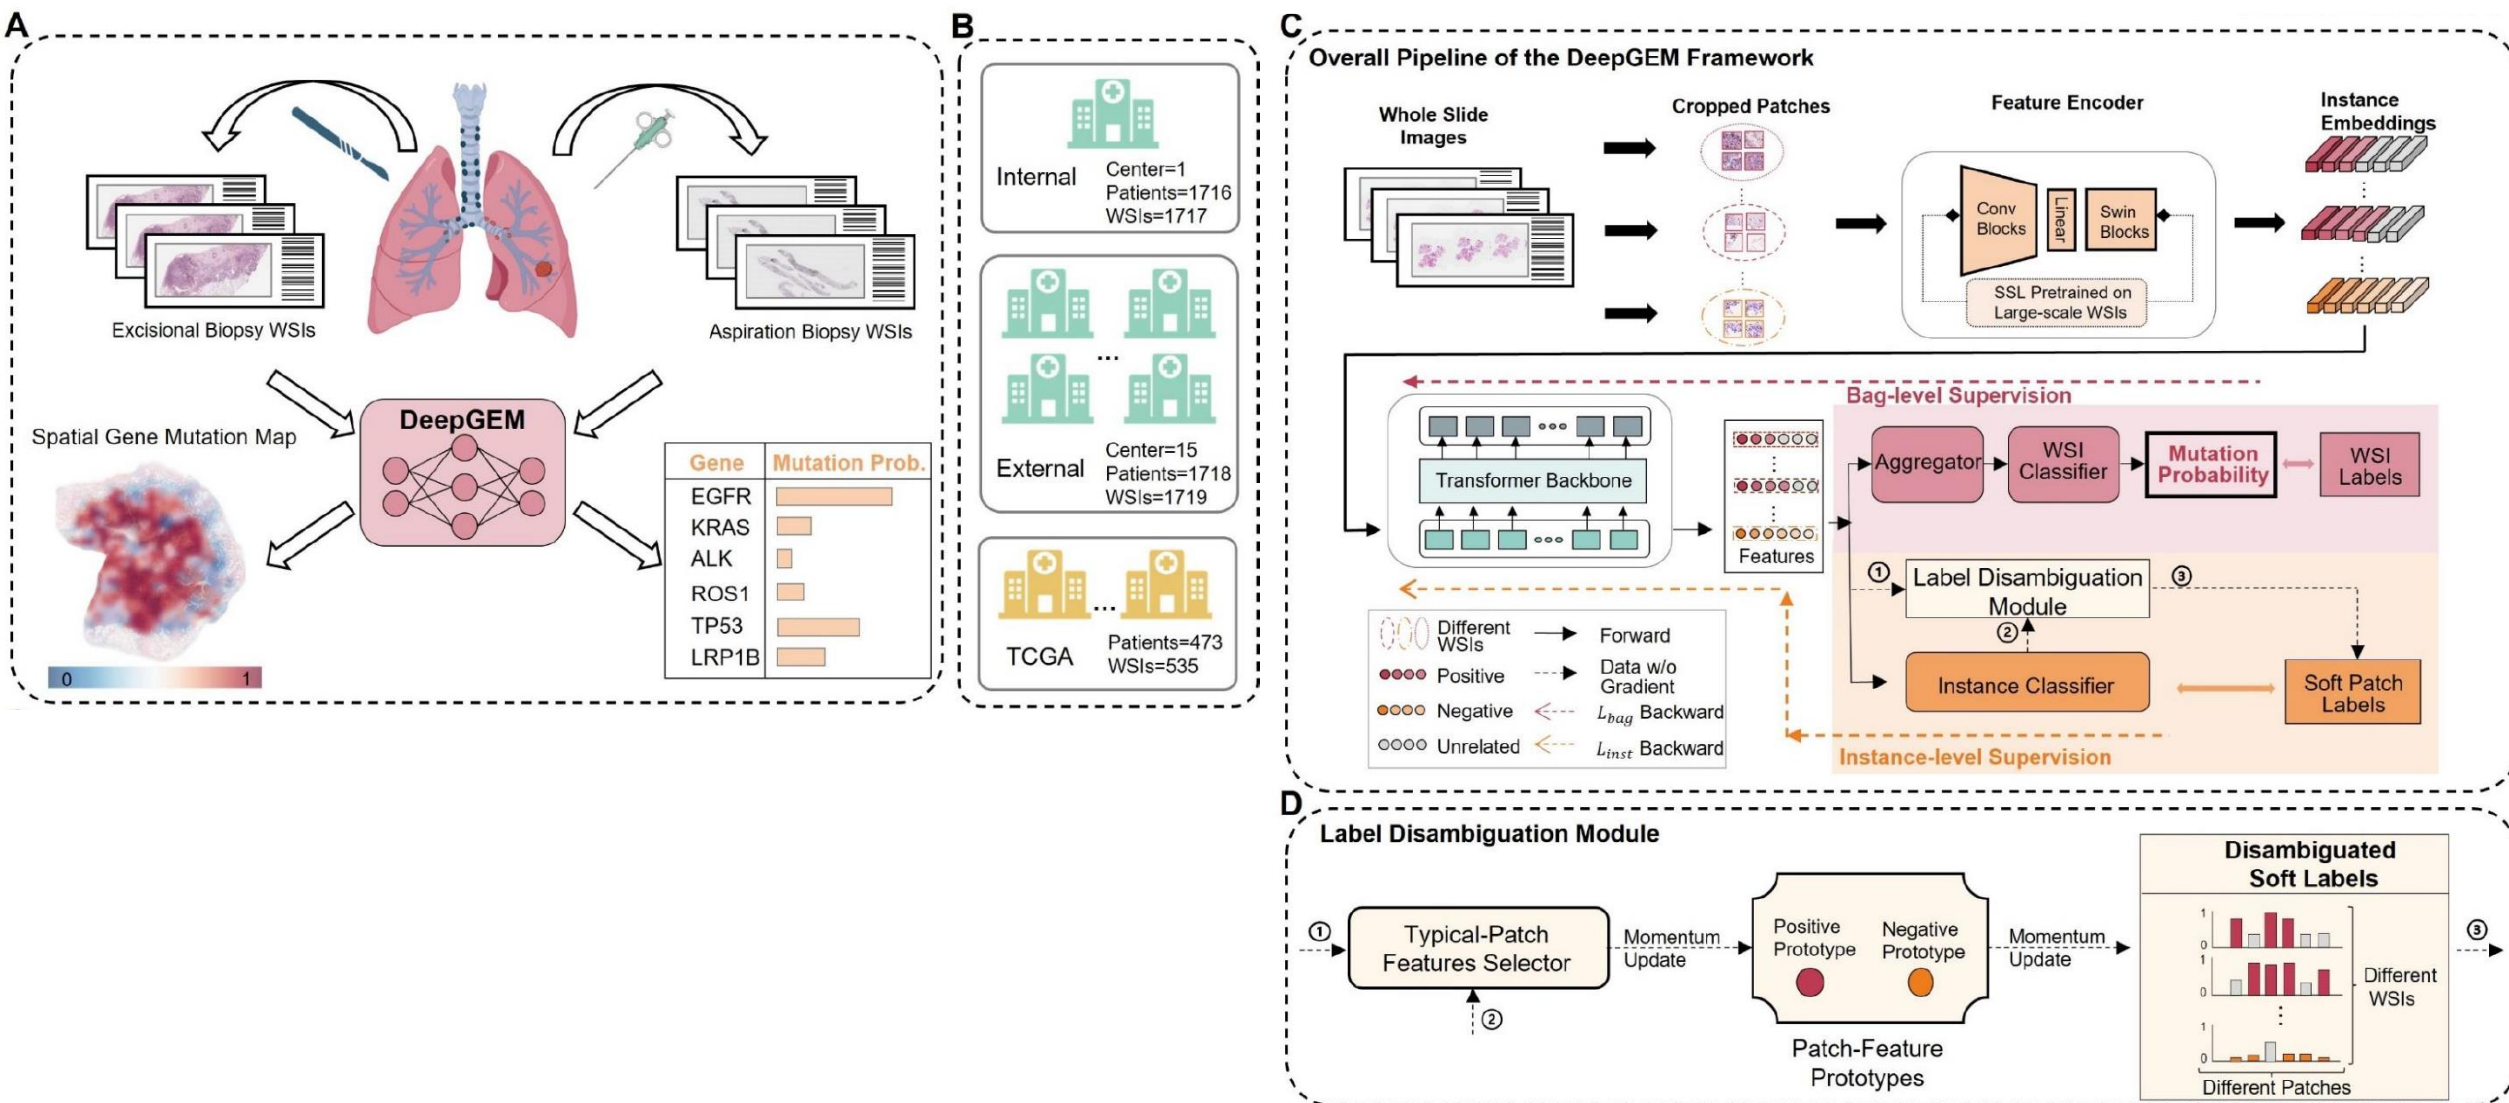 A
Excisional Biopsy WSIs
Aspiration Biopsy WSIs
DeepGEM
Spatial Gene Mutation Map
0
1
Gene
Mutation Prob.
EGFR
KRAS
ALK
ROS1
TP53
LRP1B
B
Internal
Center=1
Patients=1716
WSIs=1717
...
External
Center=15
Patients=1718
WSIs=1719
...
TCGA
Patients=473
WSIs=535
C
Overall Pipeline of the DeepGEM Framework
Whole Slide
Images
Cropped Patches
Feature Encoder
Instance
Embeddings
Conv
Blocks
Linear
Swin
Blocks
SSL Pretrained on
Large-scale WSIs
Bag-level Supervision
Transformer Backbone
Features
Aggregator
WSI
Classifier
Mutation
Probability
WSI
Labels
①
Label Disambiguation
Module
③
②
Instance Classifier
Soft Patch
Labels
Instance-level Supervision
Different
WSIs
Forward
Positive
Data w/o
Gradient
Negative
L_bag Backward
Unrelated
L_inst Backward
D
Label Disambiguation Module
①
Typical-Patch
Features Selector
②
Momentum
Update
Positive
Prototype
Negative
Prototype
Patch-Feature
Prototypes
Momentum
Update
Disambiguated
Soft Labels
1
0
1
0
1
0
Different
WSIs
Different Patches
③